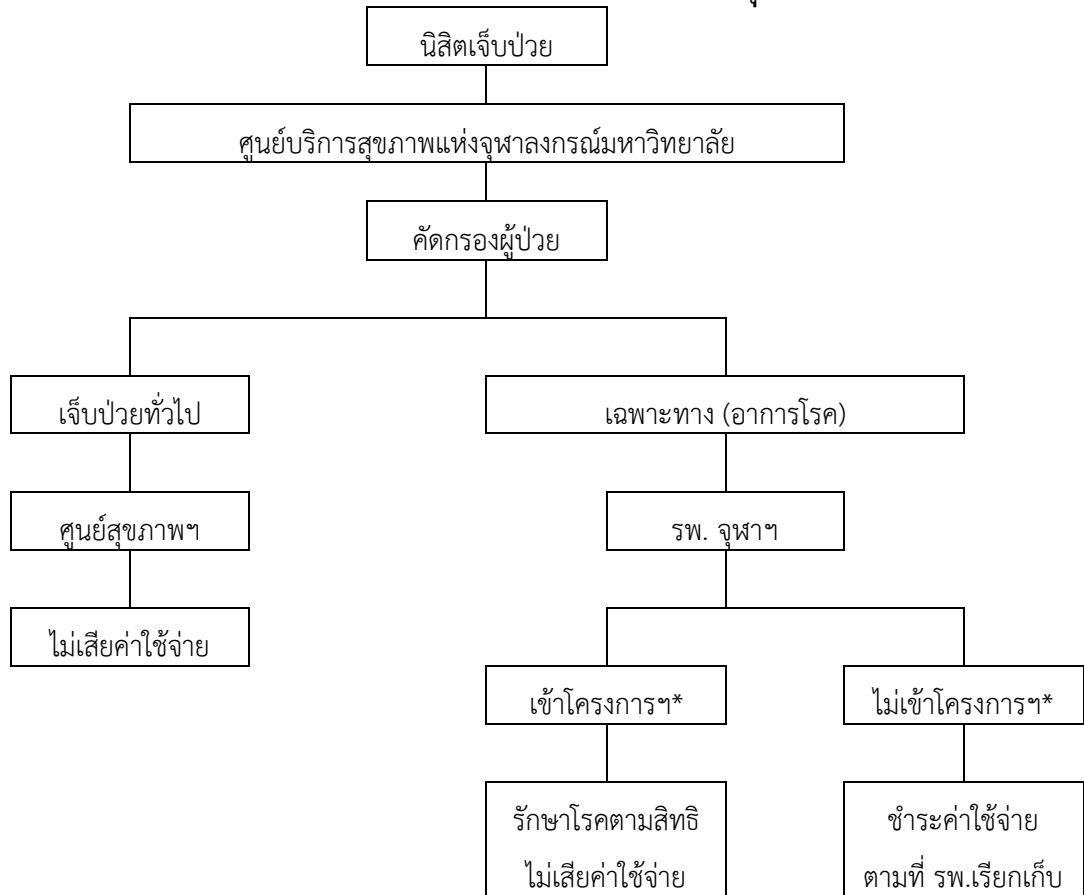 นิสิตเจ็บป่วย
ศูนย์บริการสุขภาพแห่งจุฬาลงกรณ์มหาวิทยาลัย
คัดกรองผู้ป่วย
เจ็บป่วยทั่วไป
เฉพาะทาง (อาการโรค)
ศูนย์สุขภาพฯ
รพ. จุฬาฯ
ไม่เสียค่าใช้จ่าย
เข้าโครงการฯ*
ไม่เข้าโครงการฯ*
รักษาโรคตามสิทธิ
ไม่เสียค่าใช้จ่าย
ชำระค่าใช้จ่าย
ตามที่ รพ.เรียกเก็บ